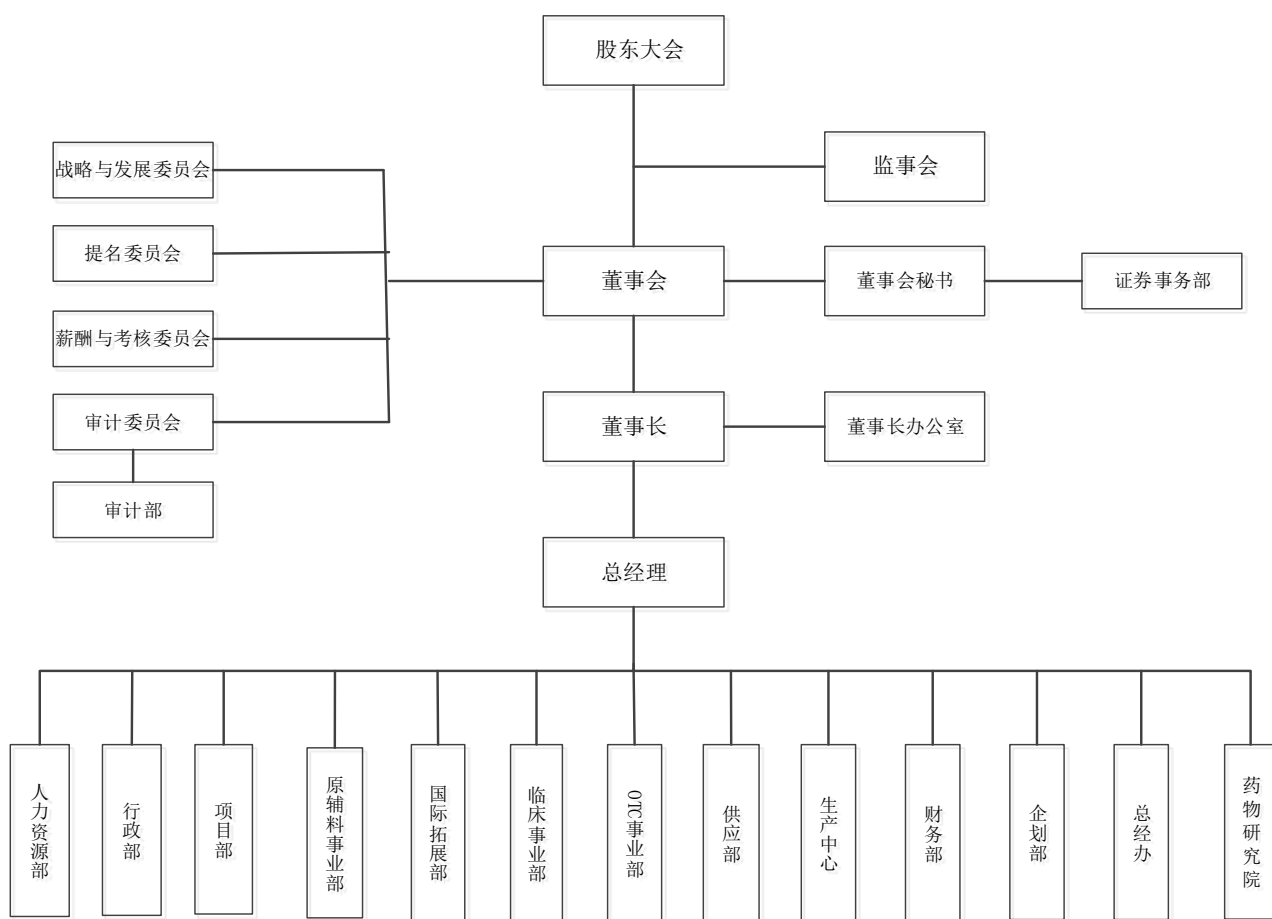 股东大会
监事会
战略与发展委员会
提名委员会
董事会
董事会秘书
证券事务部
薪酬与考核委员会
审计委员会
董事长
董事长办公室
审计部
总经理
人力资源部
行政部
项目部
原辅料事业部
国际拓展部
临床事业部
OTC事业部
供应部
生产中心
财务部
企划部
总经办
药物研究院